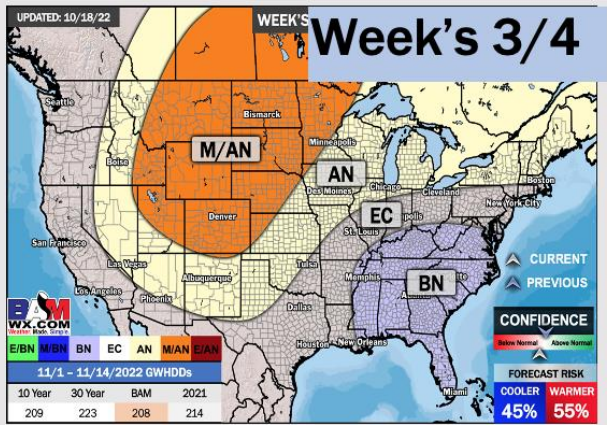 UPDATED: 10/18/22
WEEK'S
Week's 3/4
Seattle
Bismarck
M/AN
Minneapolis
Boise
AN
Des Moines
Chicago
Cleveland
Boston
New York City
Denver
EC
St. Louis
San Francisco
Las Vegas
Albuquerque
Tulsa
Memphis
BN
CURRENT
PREVIOUS
Los Angeles
Phoenix
Dallas
Houston
New Orleans
Miami
BAM
WX.COM
Weather Made Simple.
E/BN M/BN BN EC AN M/AN E/AN
11/1 – 11/14/2022 GWHDDs
10 Year 30 Year BAM 2021
209 223 208 214
CONFIDENCE
Below Normal Above Normal
FORECAST RISK
COOLER WARMER
45% 55%